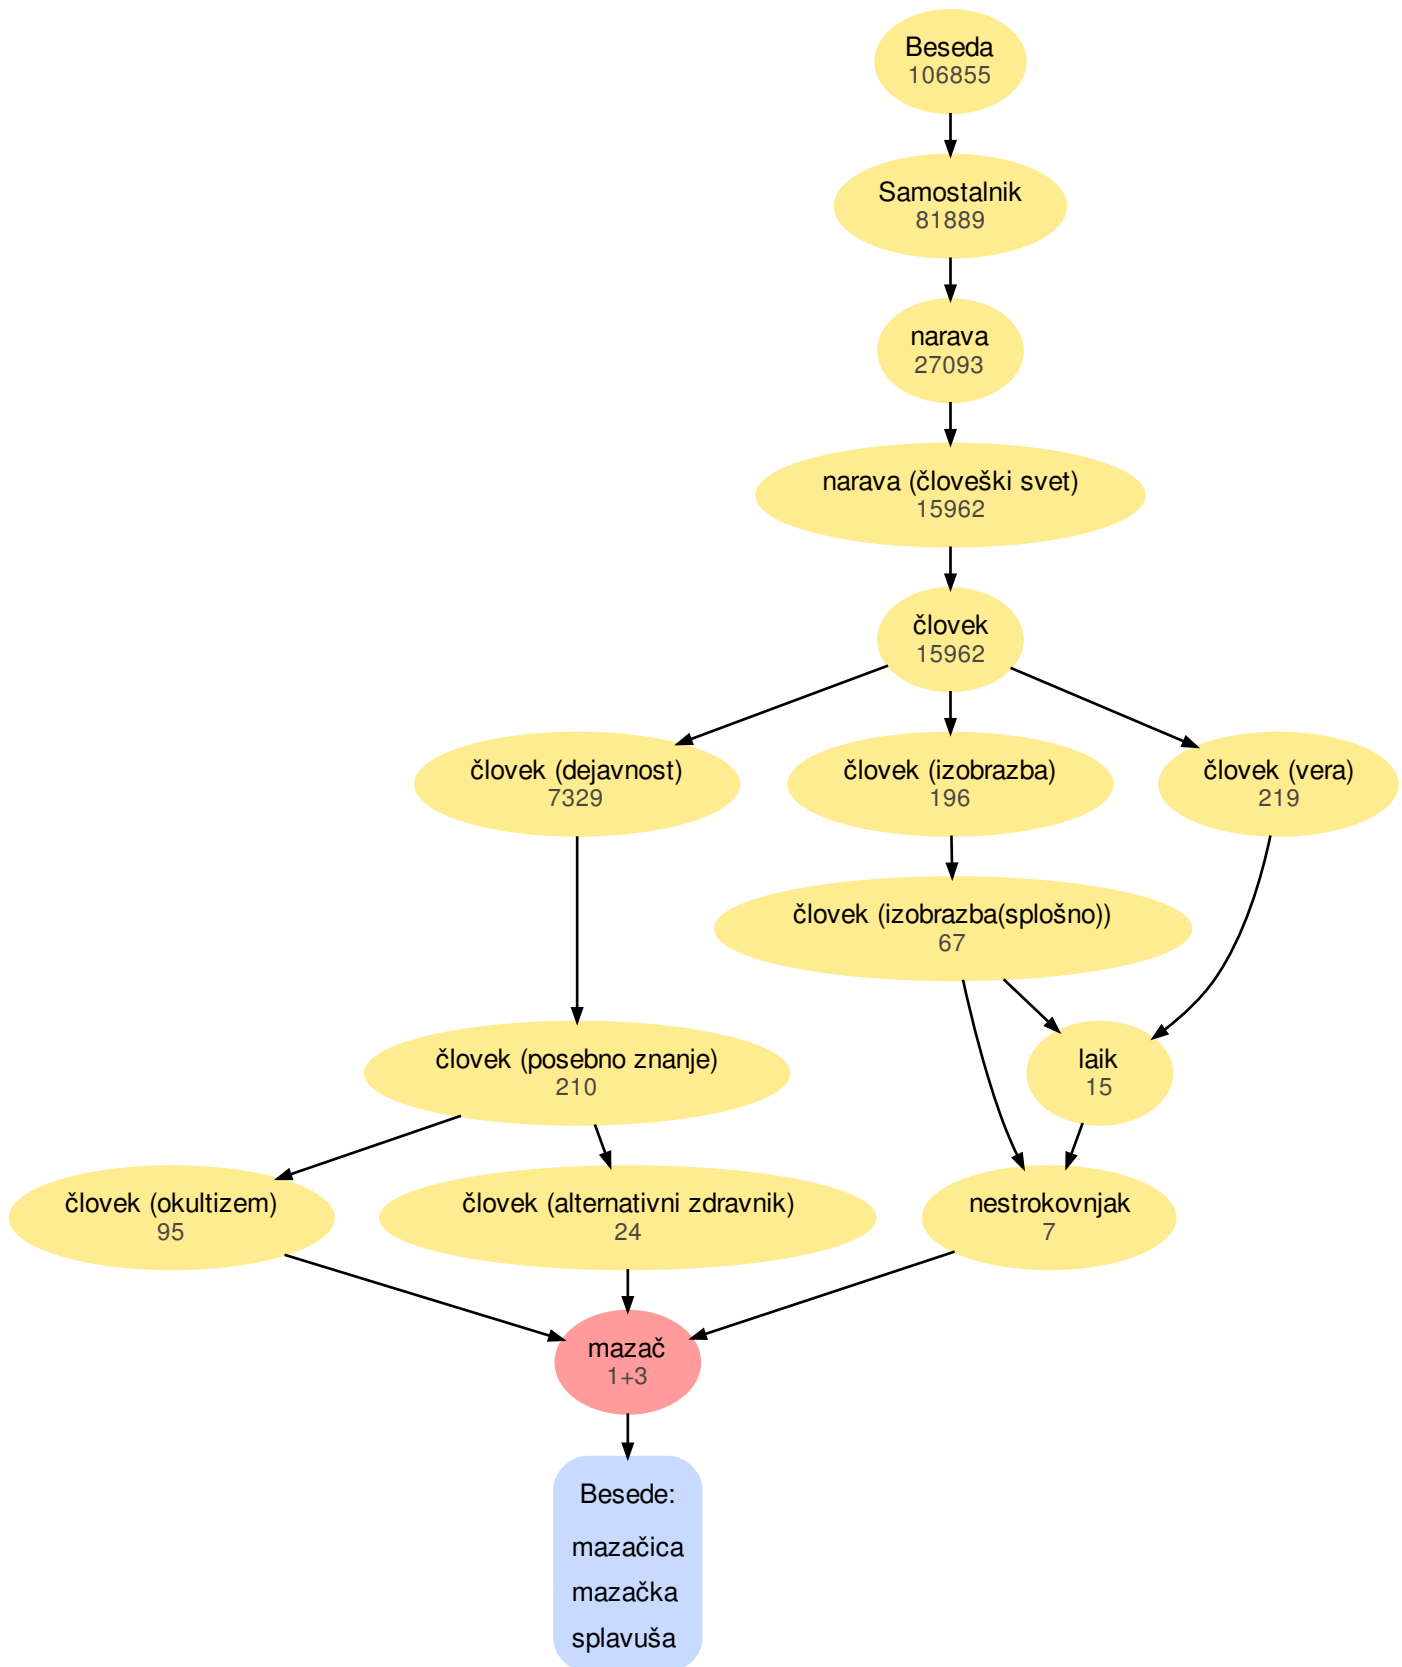 Beseda
106855
Samostalnik
81889
narava
27093
narava (človeški svet)
15962
človek
15962
človek (dejavnost)
7329
človek (izobrazba)
196
človek (vera)
219
človek (izobrazba(splošno))
67
človek (posebno znanje)
210
laik
15
človek (okultizem)
95
človek (alternativni zdravnik)
24
nestrokovnjak
7
mazač
1+3
Besede:
mazačica
mazačka
splavuša